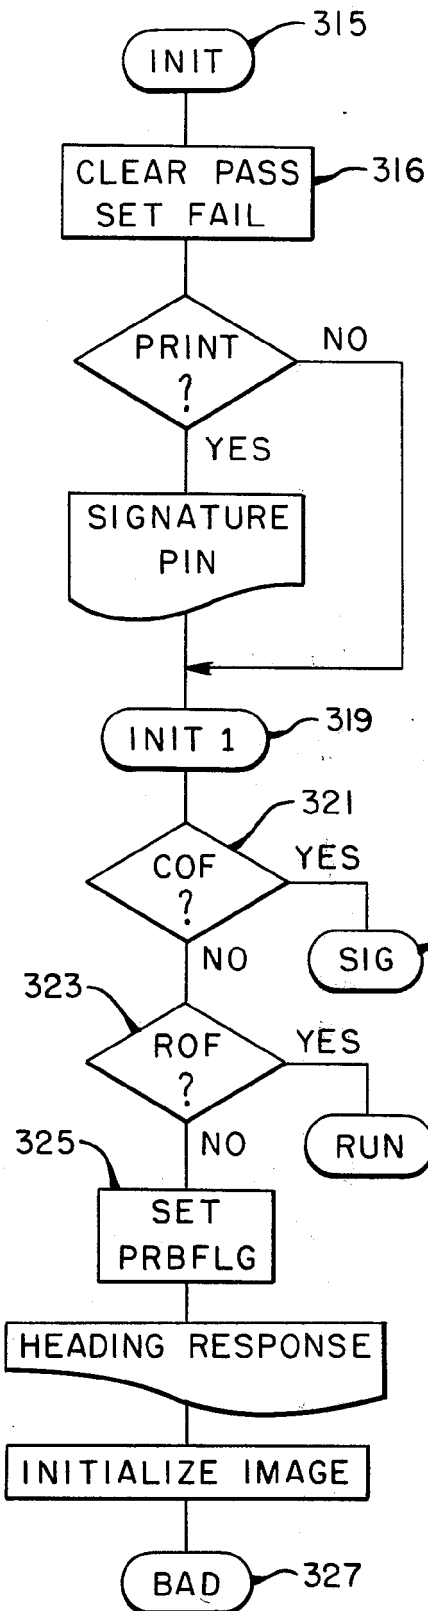 315
INIT
CLEAR PASS
SET FAIL
316
PRINT
?
NO
YES
SIGNATURE
PIN
INIT 1
319
321
COF
?
YES
NO
SIG
323
ROF
?
YES
NO
RUN
325
SET
PRBFLG
HEADING RESPONSE
INITIALIZE IMAGE
BAD
327